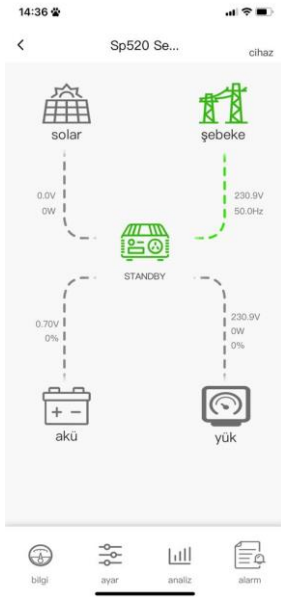 14:36
Sp520 Se...
cihaz
solar
şebeke
0.0V
0W
230.9V
50.0Hz
STANDBY
0.70V
0%
230.9V
0W
0%
akü
yük
bilgi
ayar
analiz
alarm